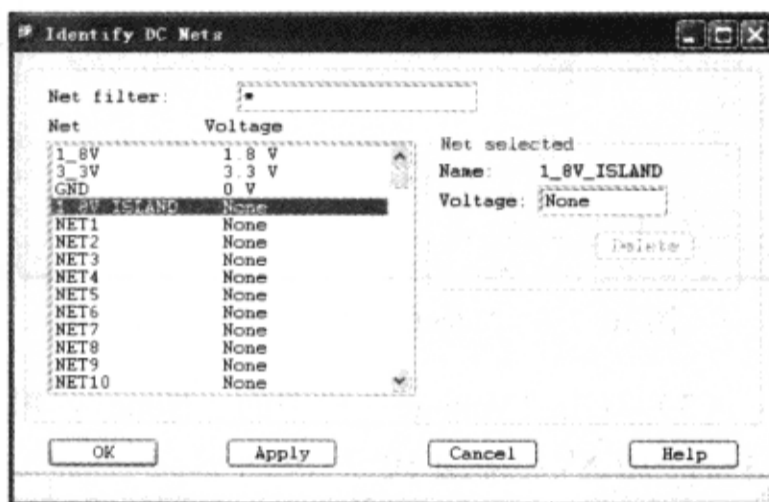 Identify DC Nets
Net filter: *
Net Voltage
1_8V 1.8 V
3_3V 3.3 V
GND 0 V
1_8V_ISLAND None
NET1 None
NET2 None
NET3 None
NET4 None
NET5 None
NET6 None
NET7 None
NET8 None
NET9 None
NET10 None
Net selected
Name: 1_8V_ISLAND
Voltage: None
Delete
OK Apply Cancel Help